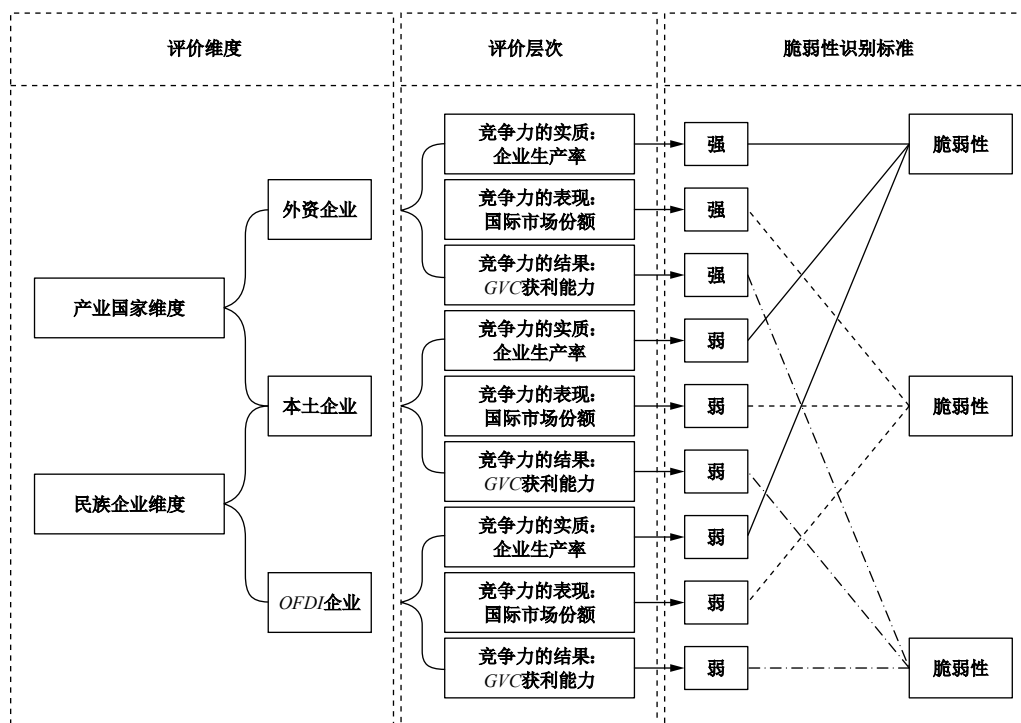 评价维度
评价层次
脆弱性识别标准
产业国家维度
民族企业维度
外资企业
本土企业
OFDI企业
竞争力的实质：
企业生产率
强
竞争力的表现：
国际市场份额
强
竞争力的结果：
GVC获利能力
强
竞争力的实质：
企业生产率
弱
竞争力的表现：
国际市场份额
弱
竞争力的结果：
GVC获利能力
弱
竞争力的实质：
企业生产率
弱
竞争力的表现：
国际市场份额
弱
竞争力的结果：
GVC获利能力
弱
脆弱性
脆弱性
脆弱性